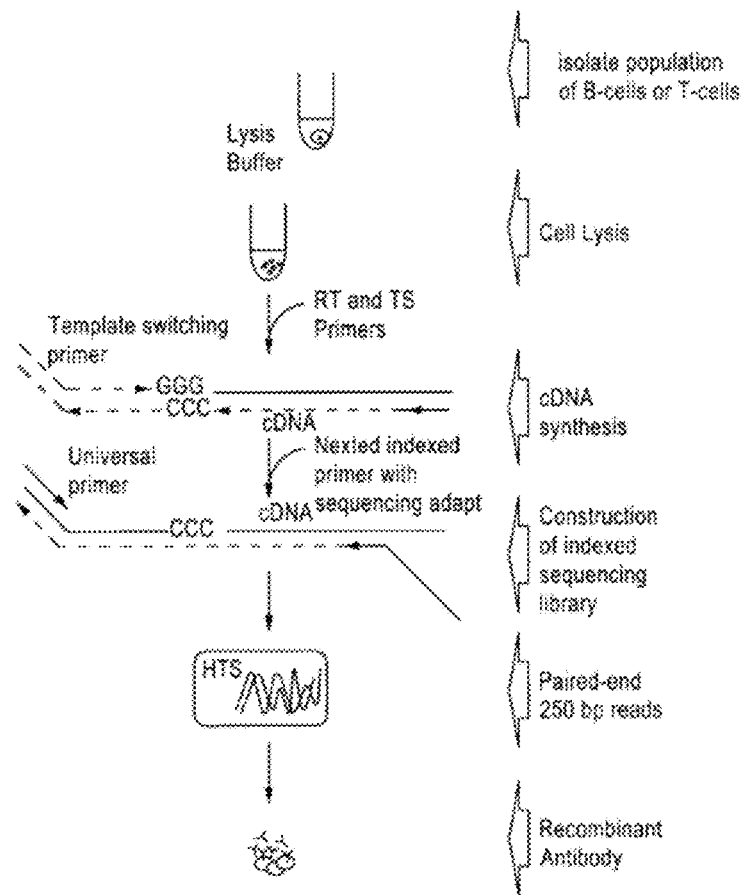 isolate population
of B-cells or T-cells
Lysis
Buffer
Cell Lysis
RT and TS
Primers
Template switching
primer
GGG
CCC
cDNA
cDNA
synthesis
Universal
primer
Nexted indexed
primer with
sequencing adapt
cDNA
CCC
Construction
of indexed
sequencing
library
HTS
Paired-end
250 bp reads
Recombinant
Antibody